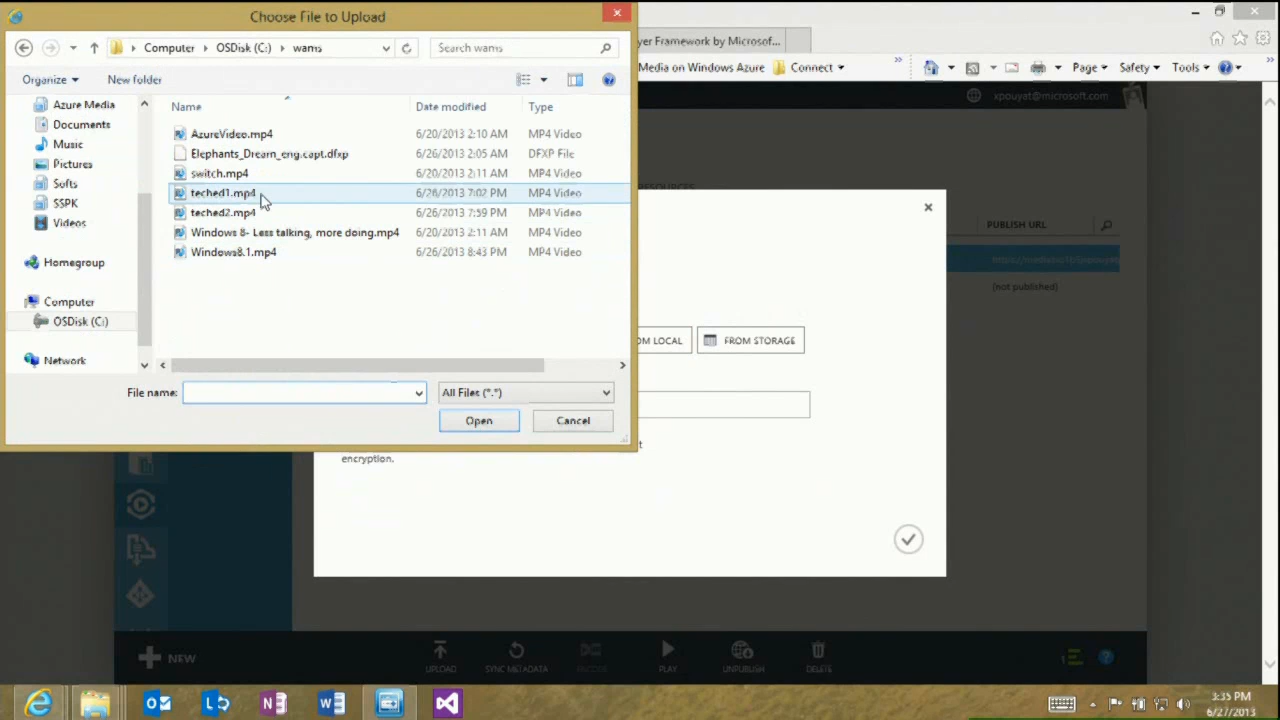 Choose File to Upload
Computer
OSDisk (C:)
wams
Search wams
Organize
New folder
Name
Date modified
Type
Azure Media
Documents
Music
Pictures
Softs
SSPK
Videos
Homegroup
Computer
OSDisk (C:)
Network
AzureVideo.mp4 6/20/2013 2:10 AM MP4 Video
Elephants_Dream_eng.capt.dfxp 6/26/2013 2:05 AM DFXP File
switch.mp4 6/20/2013 2:11 AM MP4 Video
teched1.mp4 6/26/2013 7:02 PM MP4 Video
teched2.mp4 6/26/2013 7:59 PM MP4 Video
Windows 8- Less talking, more doing.mp4 6/20/2013 2:11 AM MP4 Video
Windows8.1.mp4 6/26/2013 8:43 PM MP4 Video
File name:
All Files (*.*)
Open
Cancel
yer Framework by Microsof...
Media on Windows Azure
Connect
Page
Safety
Tools
xpouyat@microsoft.com
RESOURCES
PUBLISH URL
(not published)
OM LOCAL
FROM STORAGE
t
encryption.
NEW
UPLOAD
SYNC METADATA
ENCODE
PLAY
UNPUBLISH
DELETE
1
3:35 PM
6/27/2013